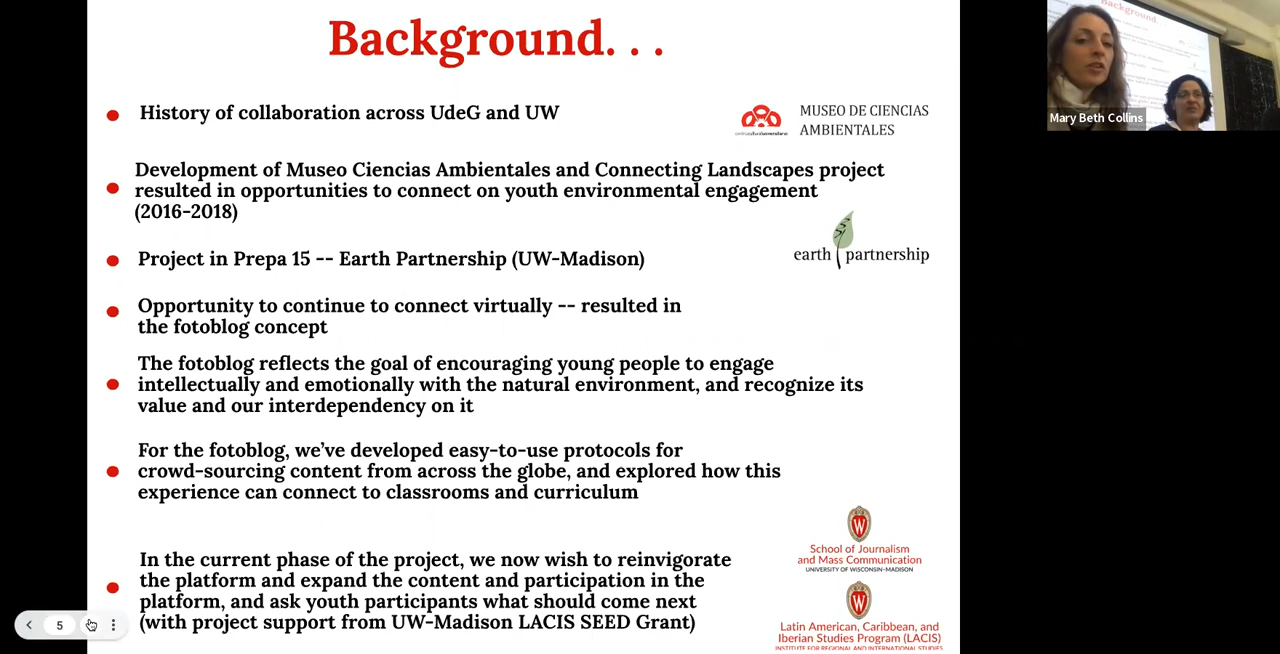 Background. . .
History of collaboration across UdeG and UW
MUSEO DE CIENCIAS
AMBIENTALES
Development of Museo Ciencias Ambientales and Connecting Landscapes project
resulted in opportunities to connect on youth environmental engagement
(2016-2018)
earth partnership
Project in Prepa 15 -- Earth Partnership (UW-Madison)
Opportunity to continue to connect virtually -- resulted in
the fotoblog concept
The fotoblog reflects the goal of encouraging young people to engage
intellectually and emotionally with the natural environment, and recognize its
value and our interdependency on it
For the fotoblog, we’ve developed easy-to-use protocols for
crowd-sourcing content from across the globe, and explored how this
experience can connect to classrooms and curriculum
In the current phase of the project, we now wish to reinvigorate
the platform and expand the content and participation in the
platform, and ask youth participants what should come next
(with project support from UW-Madison LACIS SEED Grant)
W
School of Journalism
and Mass Communication
UNIVERSITY OF WISCONSIN-MADISON
W
Latin American, Caribbean, and
Iberian Studies Program (LACIS)
INSTITUTE FOR REGIONAL AND INTERNATIONAL STUDIES
5
Background. . .
Mary Beth Collins